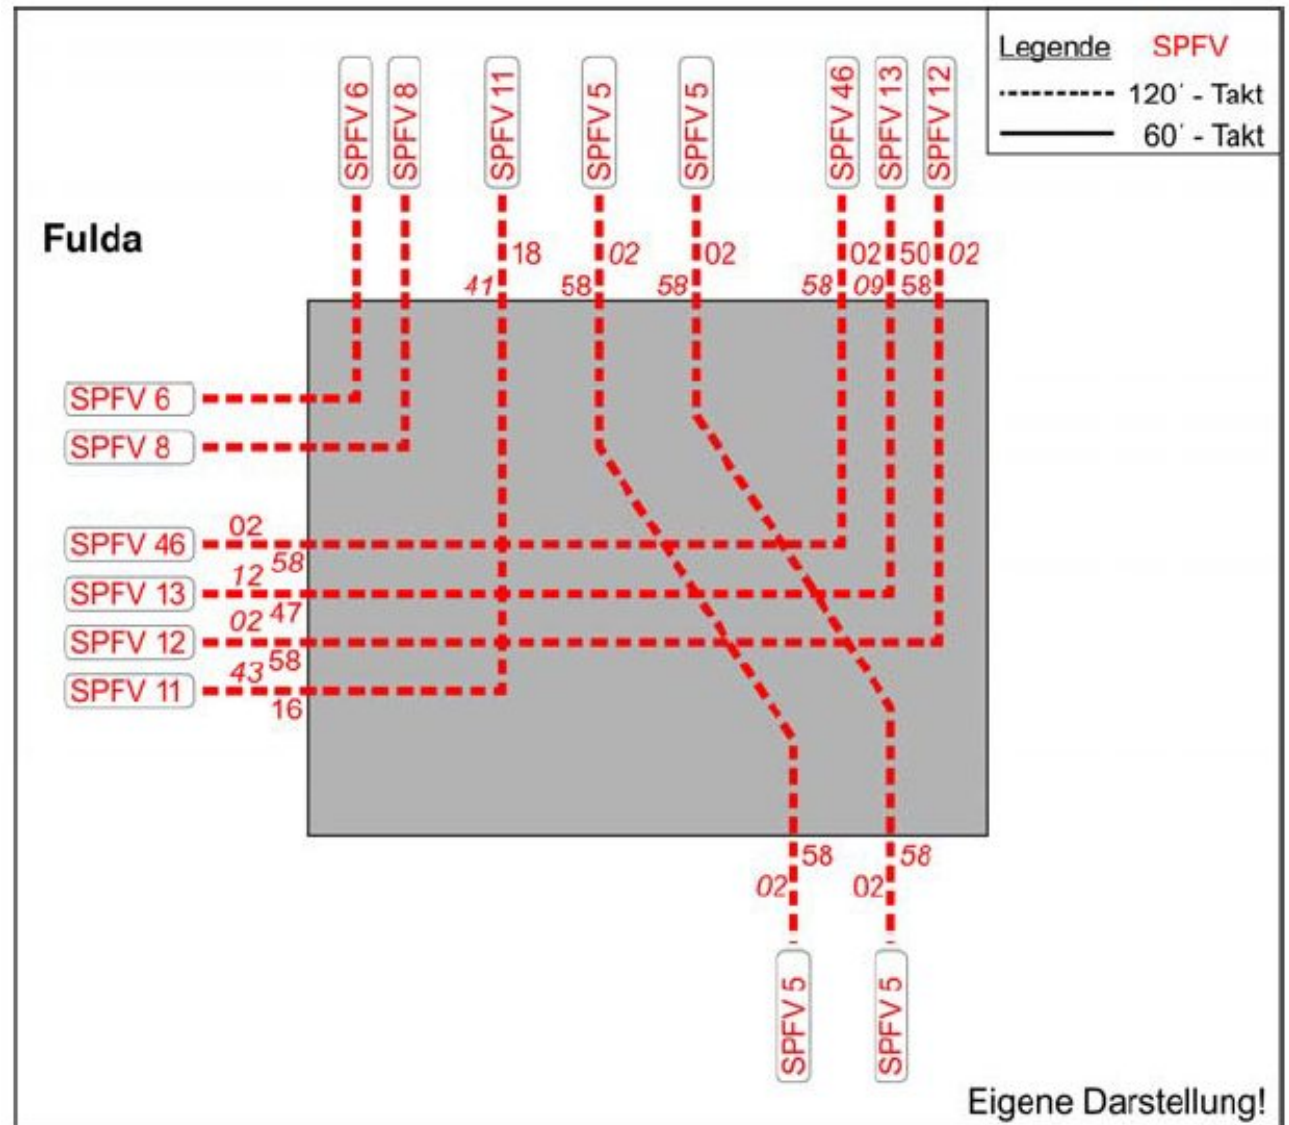 Legende SPFV
120´ - Takt
60´ - Takt
SPFV 6
SPFV 8
SPFV 11
SPFV 5
SPFV 5
SPFV 46
SPFV 13
SPFV 12
Fulda
18 02 02 02 50 02
41 58 58 58 09 58
SPFV 6
SPFV 8
02
SPFV 46
58
12
SPFV 13
47
02
SPFV 12
58
43
SPFV 11
16
58 58
02 02
SPFV 5
SPFV 5
Eigene Darstellung!